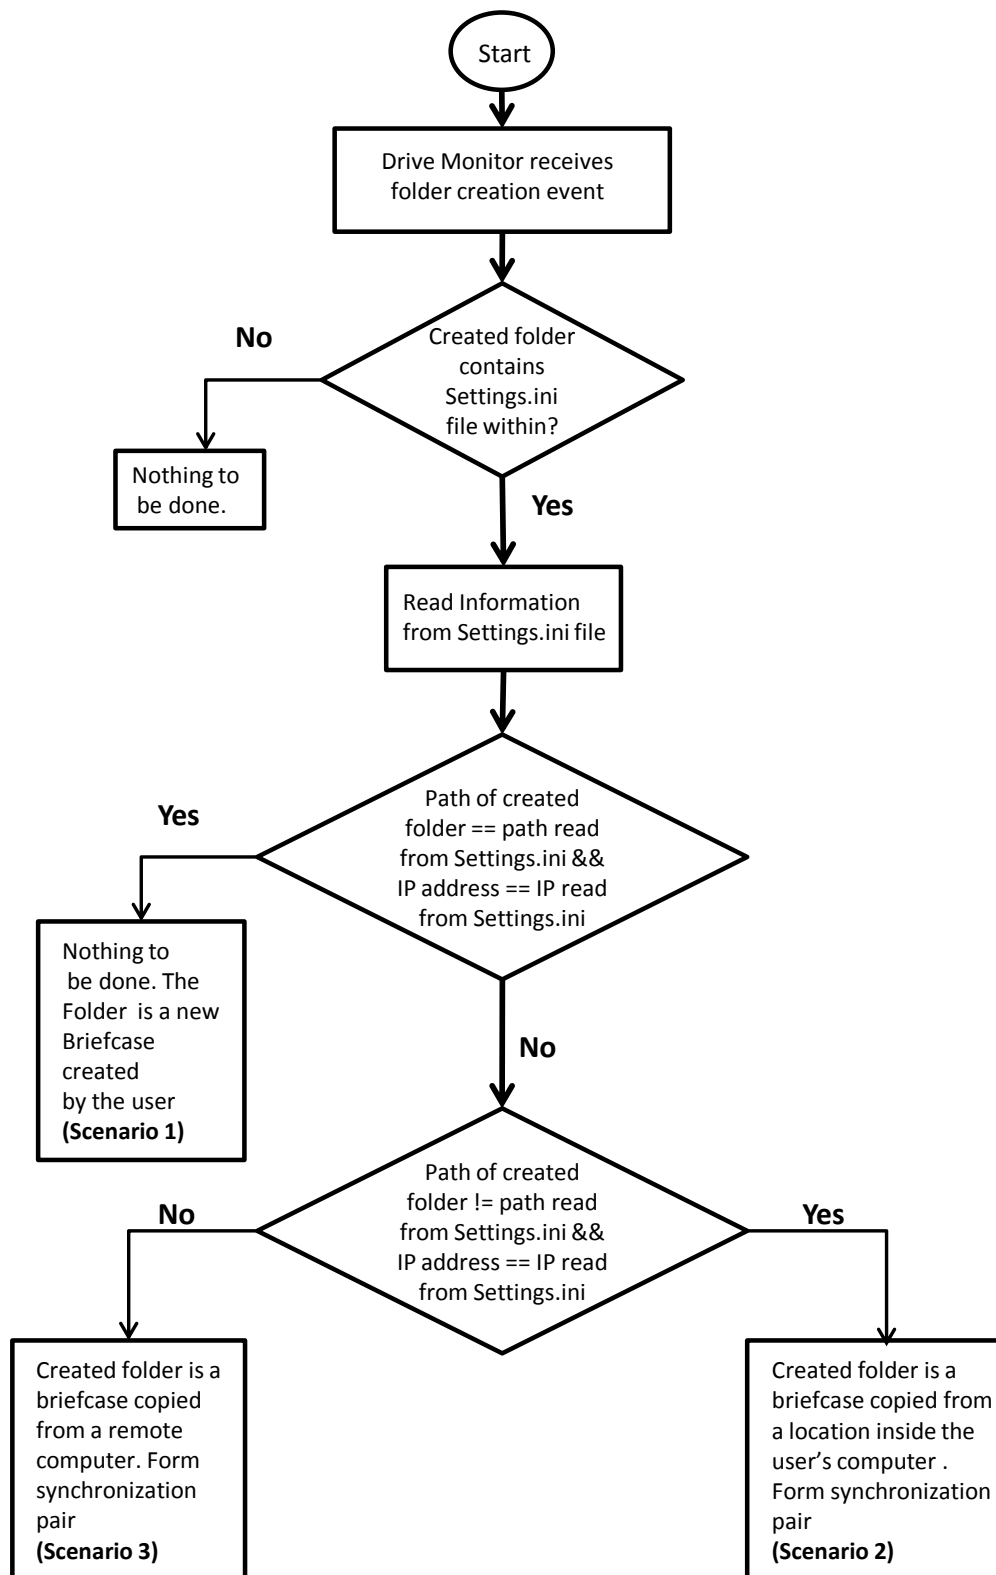 Start
Drive Monitor receives
folder creation event
No
Created folder
contains
Settings.ini
file within?
Nothing to
be done.
Yes
Read Information
from Settings.ini file
Yes
Path of created
folder == path read
from Settings.ini &&
IP address == IP read
from Settings.ini
Nothing to
be done. The
Folder is a new
Briefcase
created
by the user
(Scenario 1)
No
Path of created
folder != path read
from Settings.ini &&
IP address == IP read
from Settings.ini
No
Yes
Created folder is a
briefcase copied
from a remote
computer. Form
synchronization
pair
(Scenario 3)
Created folder is a
briefcase copied from
a location inside the
user's computer .
Form synchronization
pair
(Scenario 2)